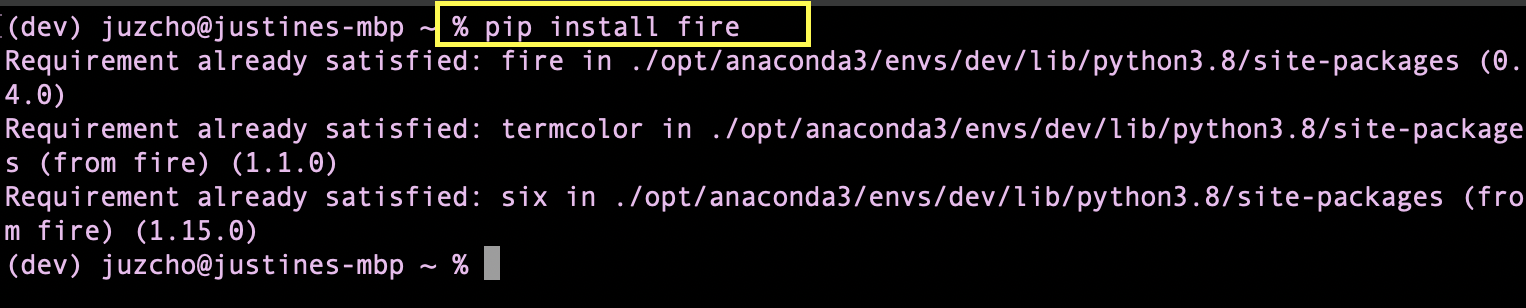 (dev) juzcho@justines-mbp ~ % pip install fire
Requirement already satisfied: fire in ./opt/anaconda3/envs/dev/lib/python3.8/site-packages (0.
4.0)
Requirement already satisfied: termcolor in ./opt/anaconda3/envs/dev/lib/python3.8/site-package
s (from fire) (1.1.0)
Requirement already satisfied: six in ./opt/anaconda3/envs/dev/lib/python3.8/site-packages (fro
m fire) (1.15.0)
(dev) juzcho@justines-mbp ~ %